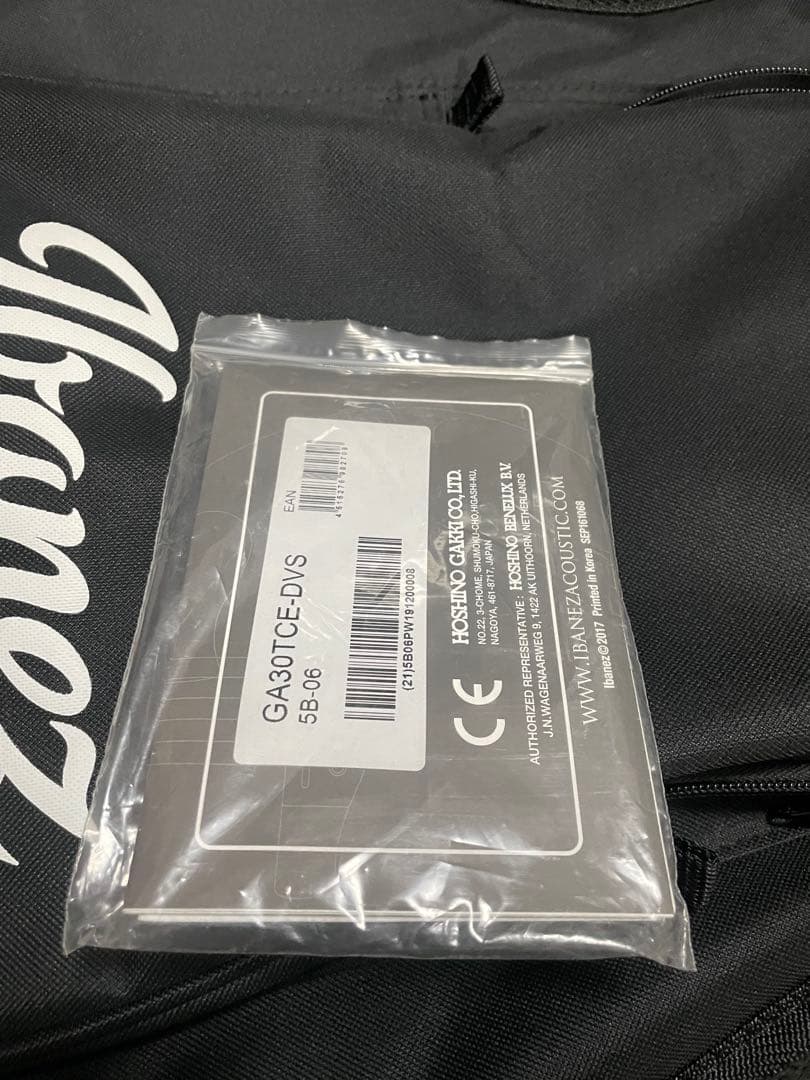 Ibanez
GA30TCE-DVS
5B-06
EAN
(21)5B06PW191200008
HOSHINO GAKKI CO.,LTD.
NO.22, 3-CHOME, SHUMOKU-CHO,HIGASHI-KU,
NAGOYA, 461-8717, JAPAN
CE
AUTHORIZED REPRESENTATIVE : HOSHINO BENELUX B.V.
J.N.WAGENAARWEG 9, 1422 AK UITHOORN, NETHERLANDS
WWW.IBANEZACOUSTIC.COM
Ibanez©2017 Printed in Korea SEP161068